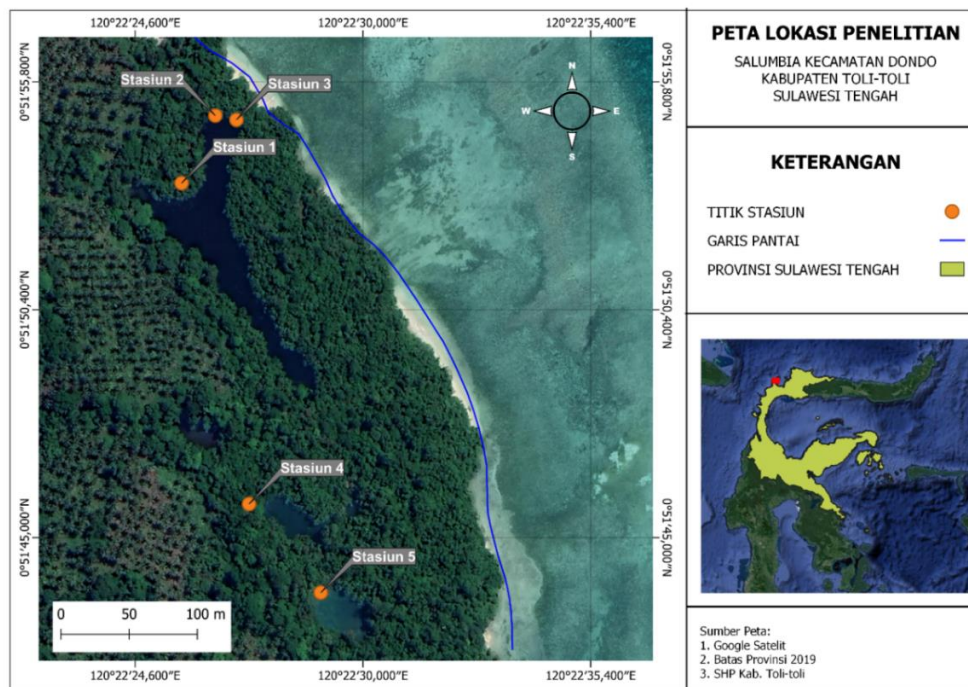 120°22'24,600"E
120°22'30,000"E
120°22'35,400"E
0°51'55,800"N
0°51'50,400"N
0°51'45,000"N
0°51'55,800"N
0°51'50,400"N
0°51'45,000"N
Stasiun 2
Stasiun 3
Stasiun 1
N
W
E
S
Stasiun 4
Stasiun 5
0
50
100 m
120°22'24,600"E
120°22'30,000"E
120°22'35,400"E
PETA LOKASI PENELITIAN
SALUMBIA KECAMATAN DONDO
KABUPATEN TOLI-TOLI
SULAWESI TENGAH
KETERANGAN
TITIK STASIUN
GARIS PANTAI
PROVINSI SULAWESI TENGAH
Sumber Peta:
1. Google Satelit
2. Batas Provinsi 2019
3. SHP Kab. Toli-toli